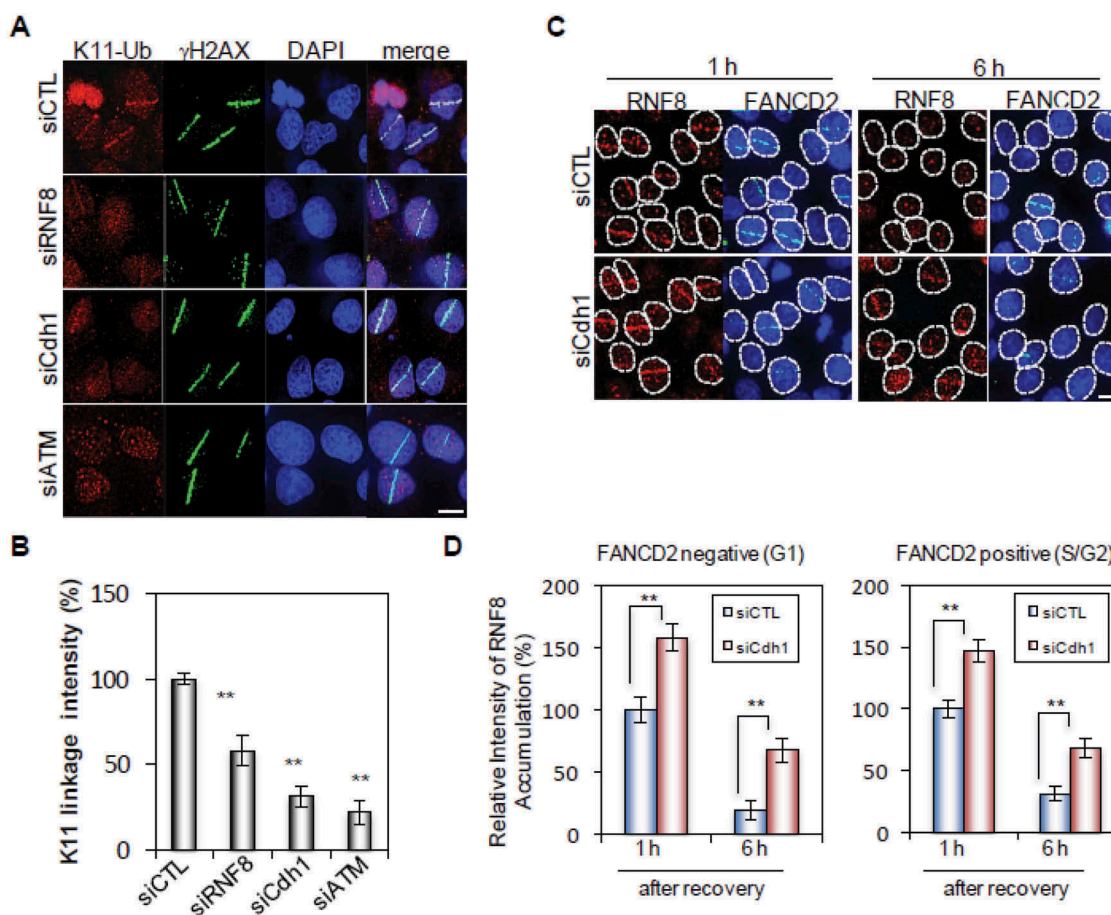 A
K11-Ub γH2AX DAPI merge
siCTL
siRNF8
siCdh1
siATM
B
K11 linkage intensity (%)
100
50
0
**
**
**
siCTL
siRNF8
siCdh1
siATM
C
1 h
6 h
RNF8 FANCD2 RNF8 FANCD2
siCTL
siCdh1
D
FANCD2 negative (G1)
Relative Intensity of RNF8
Accumulation (%)
200
150
100
50
0
**
**
siCTL
siCdh1
1 h 6 h
after recovery
FANCD2 positive (S/G2)
200
150
100
50
0
**
**
siCTL
siCdh1
1 h 6 h
after recovery